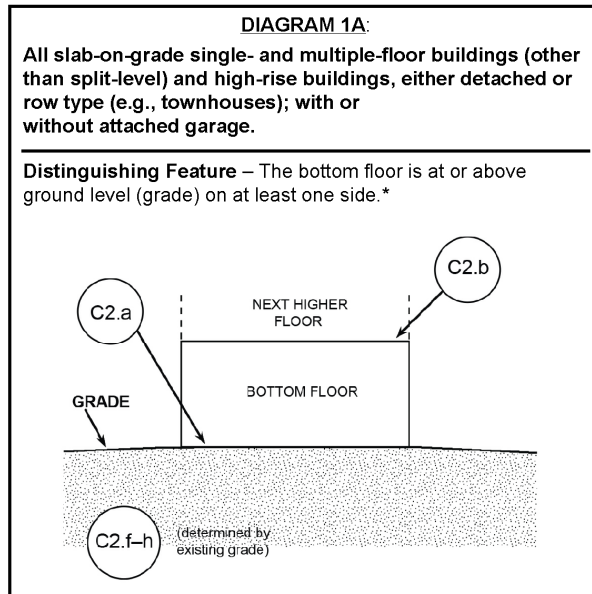 DIAGRAM 1A:
All slab-on-grade single- and multiple-floor buildings (other
than split-level) and high-rise buildings, either detached or
row type (e.g., townhouses); with or
without attached garage.
Distinguishing Feature – The bottom floor is at or above
ground level (grade) on at least one side.*
C2.b
C2.a
NEXT HIGHER
FLOOR
BOTTOM FLOOR
GRADE
C2.f–h
(determined by
existing grade)